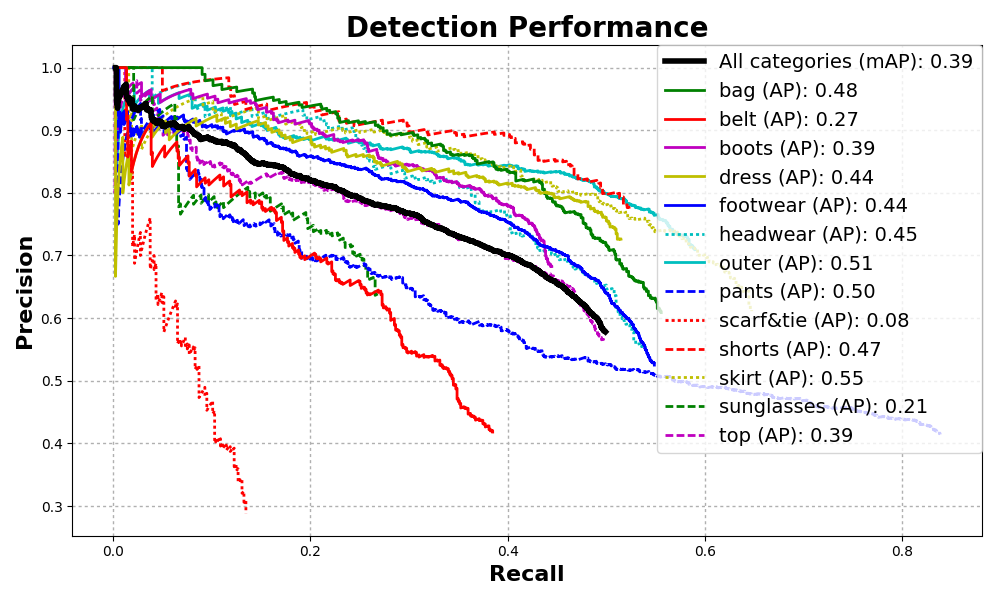 Detection Performance
All categories (mAP): 0.39
bag (AP): 0.48
belt (AP): 0.27
boots (AP): 0.39
dress (AP): 0.44
footwear (AP): 0.44
headwear (AP): 0.45
outer (AP): 0.51
pants (AP): 0.50
scarf&tie (AP): 0.08
shorts (AP): 0.47
skirt (AP): 0.55
sunglasses (AP): 0.21
top (AP): 0.39
Precision
1.0
0.9
0.8
0.7
0.6
0.5
0.4
0.3
0.0 0.2 0.4 0.6 0.8
Recall